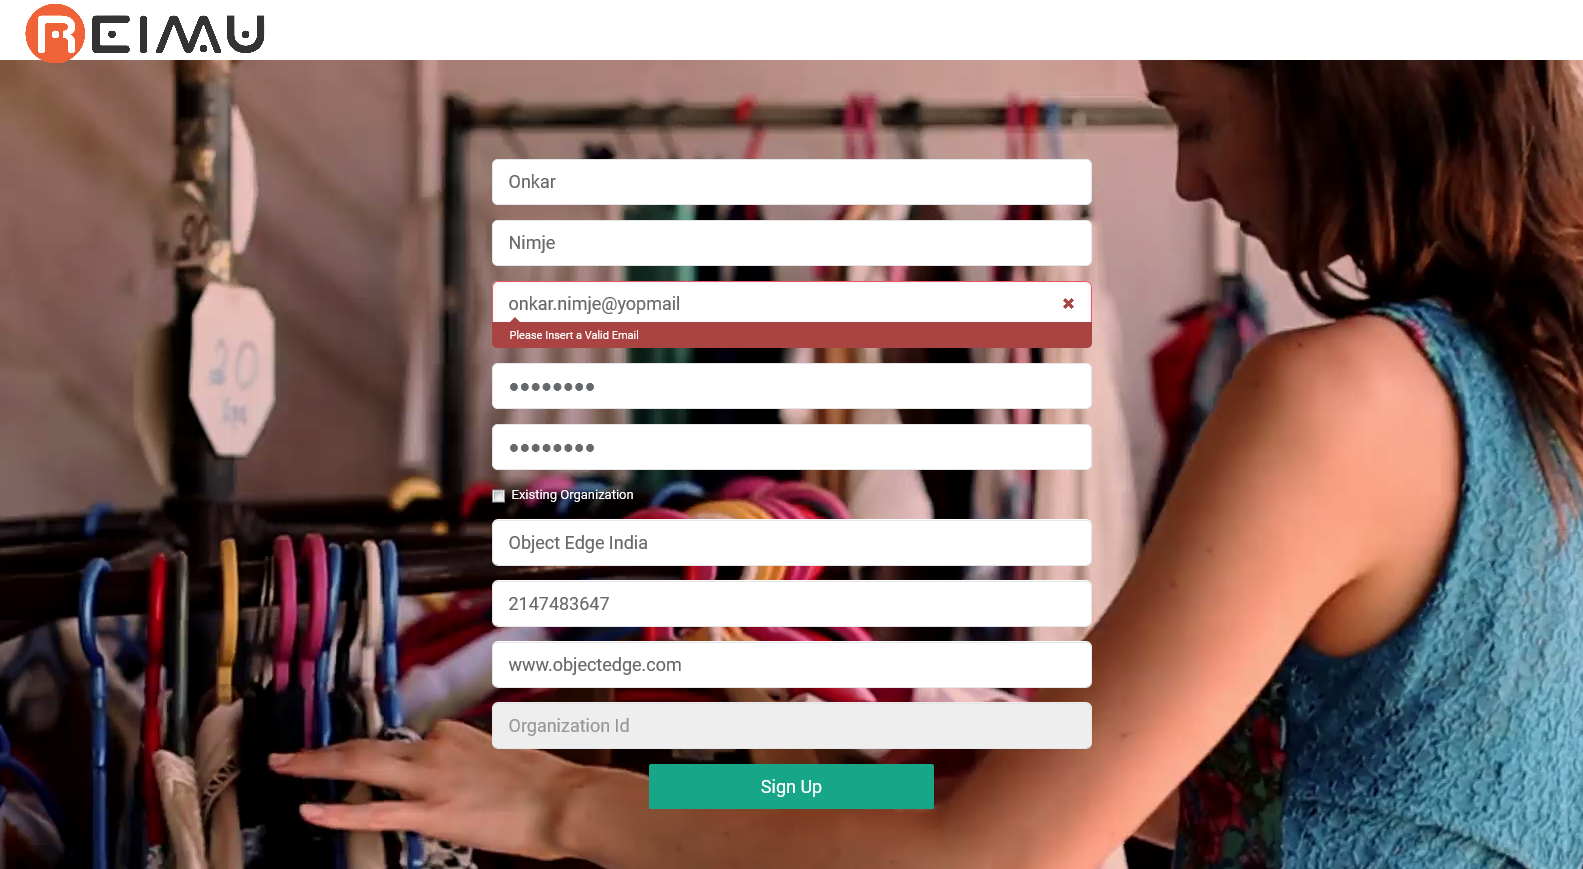 REIMU
20
Onkar
Nimje
onkar.nimje@yopmail
Please Insert a Valid Email
Existing Organization
Object Edge India
2147483647
www.objectedge.com
Organization Id
Sign Up